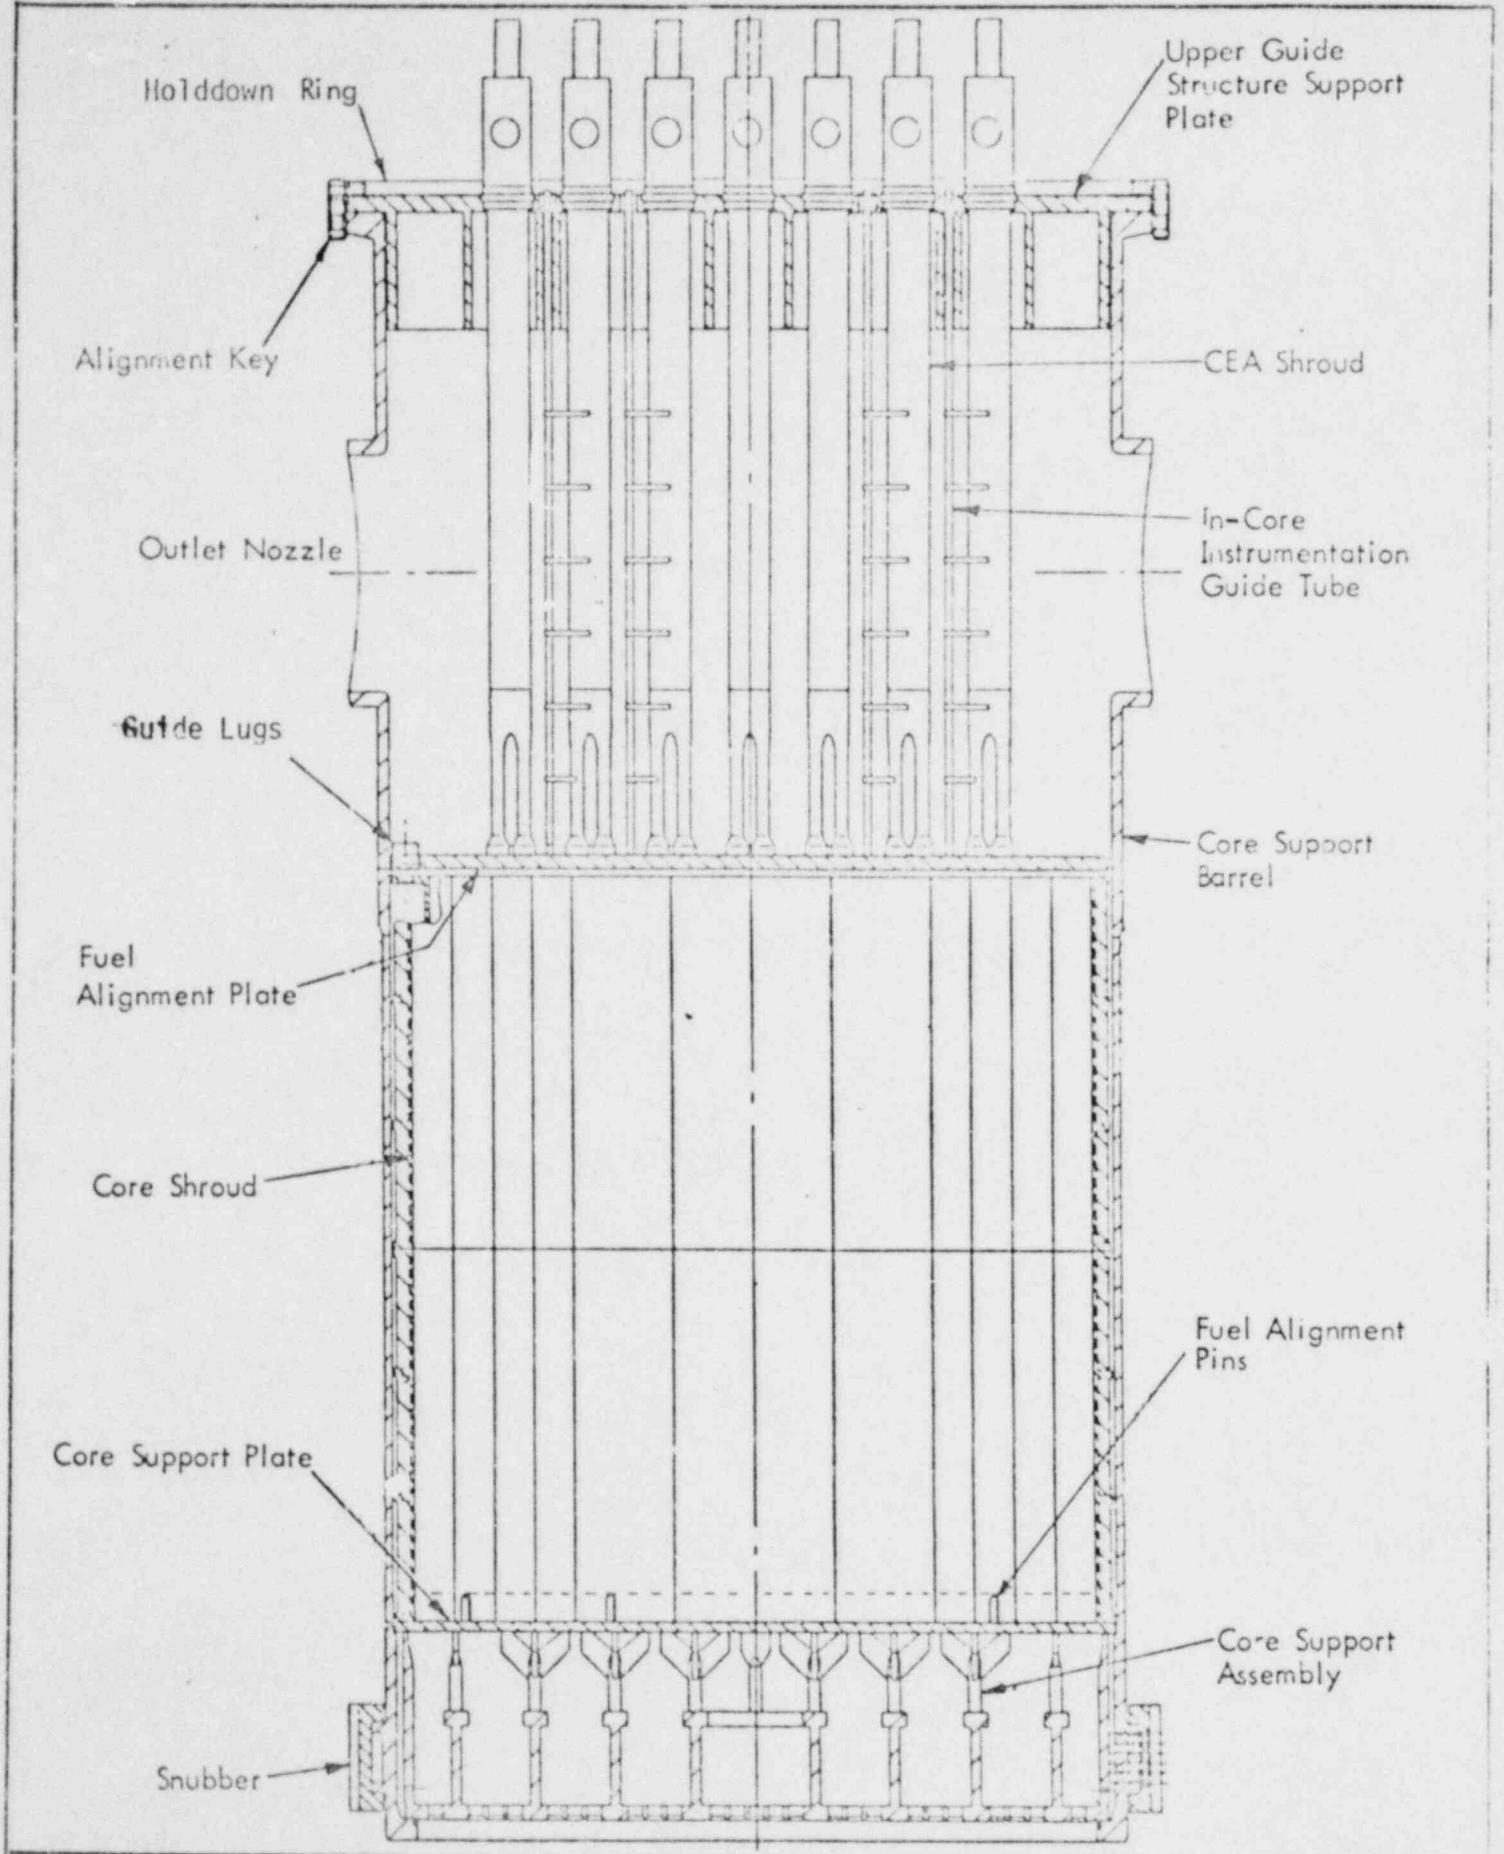 Holddown Ring
Upper Guide
Structure Support
Plate
Alignment Key
CEA Shroud
In-Core
Instrumentation
Guide Tube
Outlet Nozzle
Guide Lugs
Core Support
Barrel
Fuel
Alignment Plate
Core Shroud
Fuel Alignment
Pins
Core Support Plate
Core Support
Assembly
Snubber